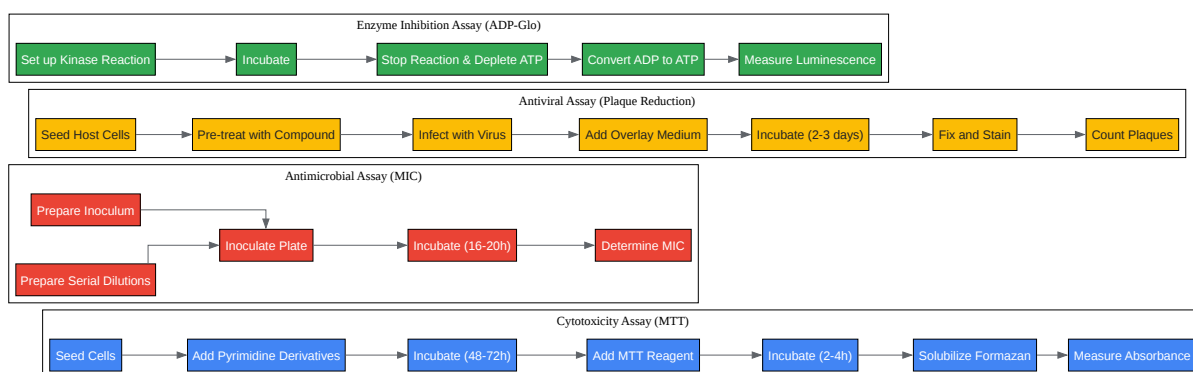 Enzyme Inhibition Assay (ADP-Glo)
Set up Kinase Reaction
Incubate
Stop Reaction & Deplete ATP
Convert ADP to ATP
Measure Luminescence
Antiviral Assay (Plaque Reduction)
Seed Host Cells
Pre-treat with Compound
Infect with Virus
Add Overlay Medium
Incubate (2-3 days)
Fix and Stain
Count Plaques
Antimicrobial Assay (MIC)
Prepare Inoculum
Prepare Serial Dilutions
Inoculate Plate
Incubate (16-20h)
Determine MIC
Cytotoxicity Assay (MTT)
Seed Cells
Add Pyrimidine Derivatives
Incubate (48-72h)
Add MTT Reagent
Incubate (2-4h)
Solubilize Formazan
Measure Absorbance